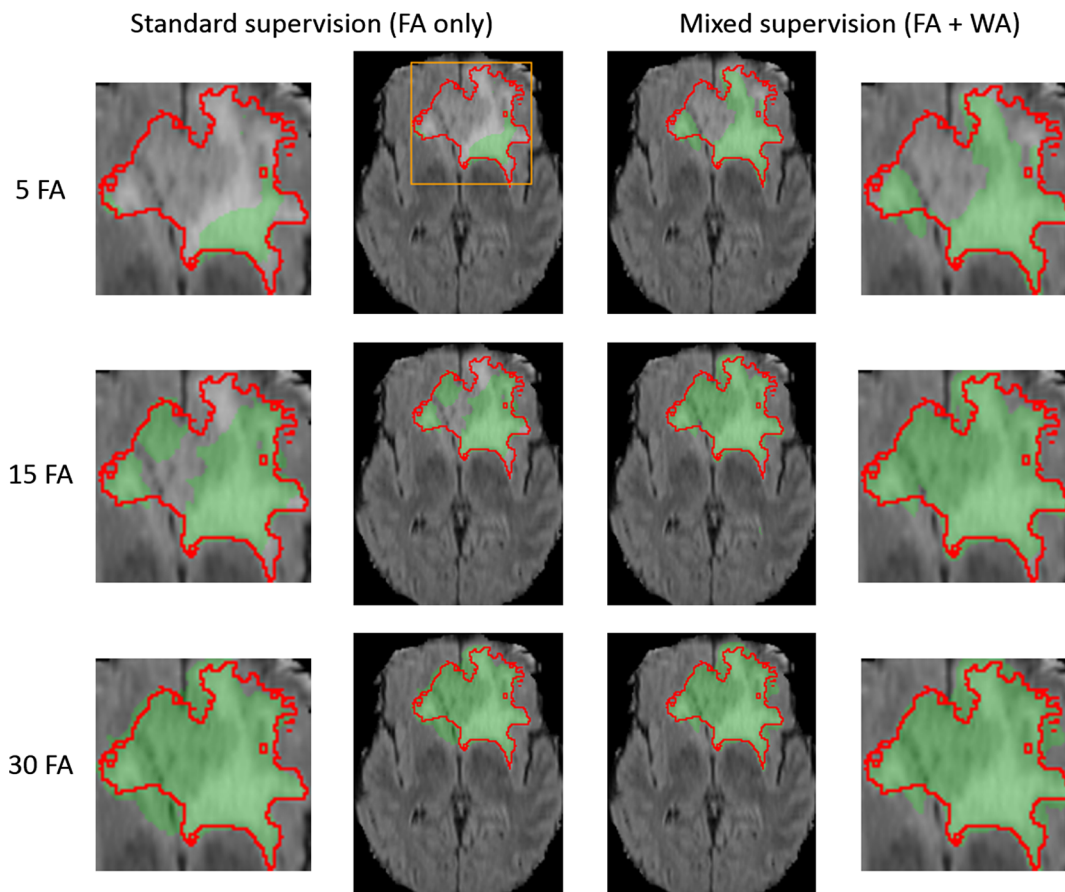 Standard supervision (FA only)
Mixed supervision (FA + WA)
5 FA
15 FA
30 FA